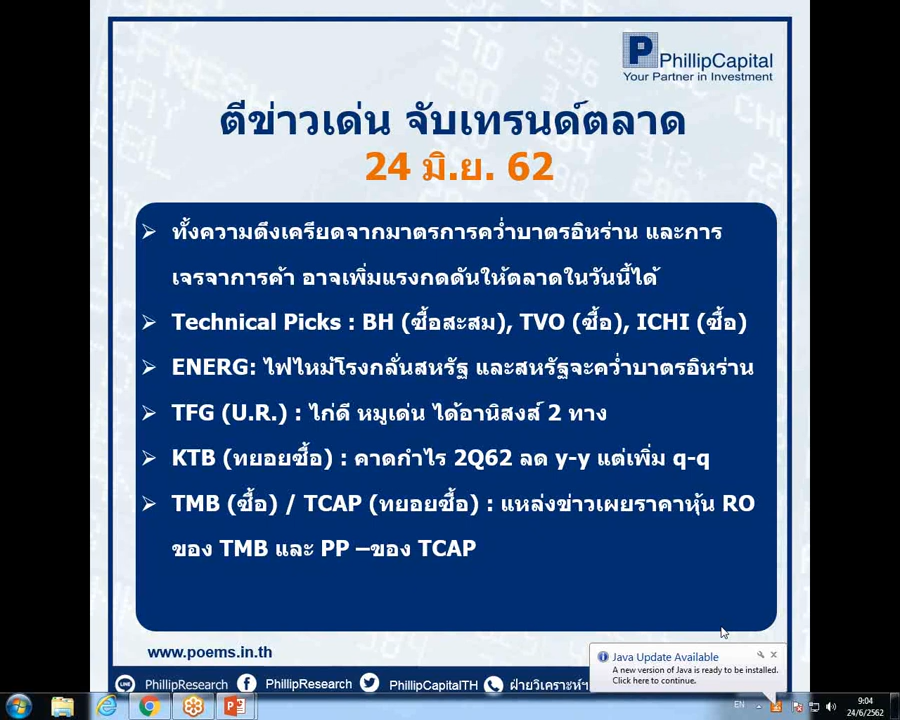 PhillipCapital
Your Partner in Investment
ตีข่าวเด่น จับเทรนด์ตลาด
24 มิ.ย. 62
ทั้งความตึงเครียดจากมาตรการคว่ำบาตรอิหร่าน และการ
เจรจาการค้า อาจเพิ่มแรงกดดันให้ตลาดในวันนี้ได้
Technical Picks : BH (ซื้อสะสม), TVO (ซื้อ), ICHI (ซื้อ)
ENERG: ไฟไหม้โรงกลั่นสหรัฐ และสหรัฐจะคว่ำบาตรอิหร่าน
TFG (U.R.) : ไก่ดี หมูเด่น ได้อานิสงส์ 2 ทาง
KTB (ทยอยซื้อ) : คาดกำไร 2Q62 ลด y-y แต่เพิ่ม q-q
TMB (ซื้อ) / TCAP (ทยอยซื้อ) : แหล่งข่าวเผยราคาหุ้น RO
ของ TMB และ PP –ของ TCAP
www.poems.in.th
Java Update Available
A new version of Java is ready to be installed.
Click here to continue.
LINE PhillipResearch PhillipResearch PhillipCapitalTH ฝ่ายวิเคราะห์ฯ
EN
9:04
24/6/2562